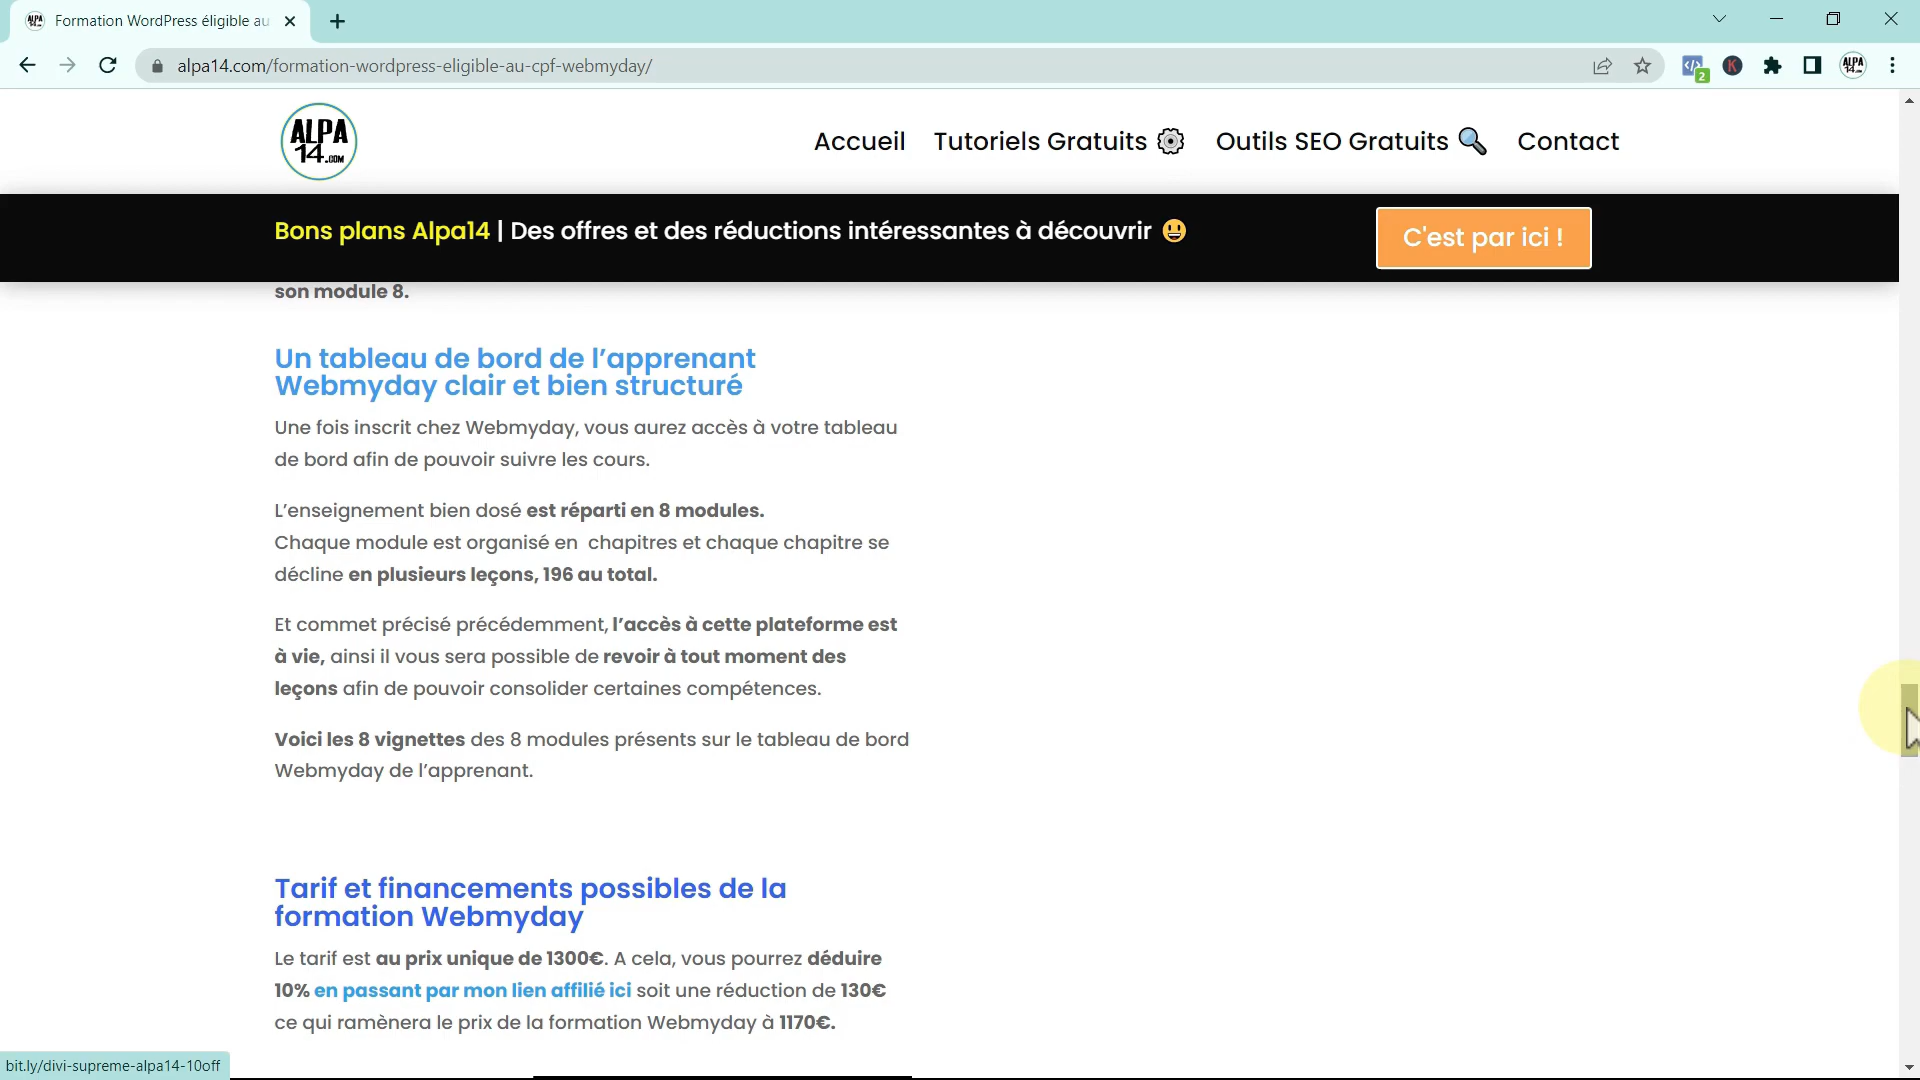 Formation WordPress éligible au
alpa14.com/formation-wordpress-eligible-au-cpf-webmyday/
2
K
ALPA
14
ALPA
14.COM
Accueil
Tutoriels Gratuits
Outils SEO Gratuits
Contact
Bons plans Alpa14 | Des offres et des réductions intéressantes à découvrir
C'est par ici !
son module 8.
Un tableau de bord de l’apprenant
Webmyday clair et bien structuré
Une fois inscrit chez Webmyday, vous aurez accès à votre tableau
de bord afin de pouvoir suivre les cours.
L’enseignement bien dosé est réparti en 8 modules.
Chaque module est organisé en chapitres et chaque chapitre se
décline en plusieurs leçons, 196 au total.
Et commet précisé précédemment, l’accès à cette plateforme est
à vie, ainsi il vous sera possible de revoir à tout moment des
leçons afin de pouvoir consolider certaines compétences.
Voici les 8 vignettes des 8 modules présents sur le tableau de bord
Webmyday de l’apprenant.
Tarif et financements possibles de la
formation Webmyday
Le tarif est au prix unique de 1300€. A cela, vous pourrez déduire
10% en passant par mon lien affilié ici soit une réduction de 130€
ce qui ramènera le prix de la formation Webmyday à 1170€.
bit.ly/divi-supreme-alpa14-10off